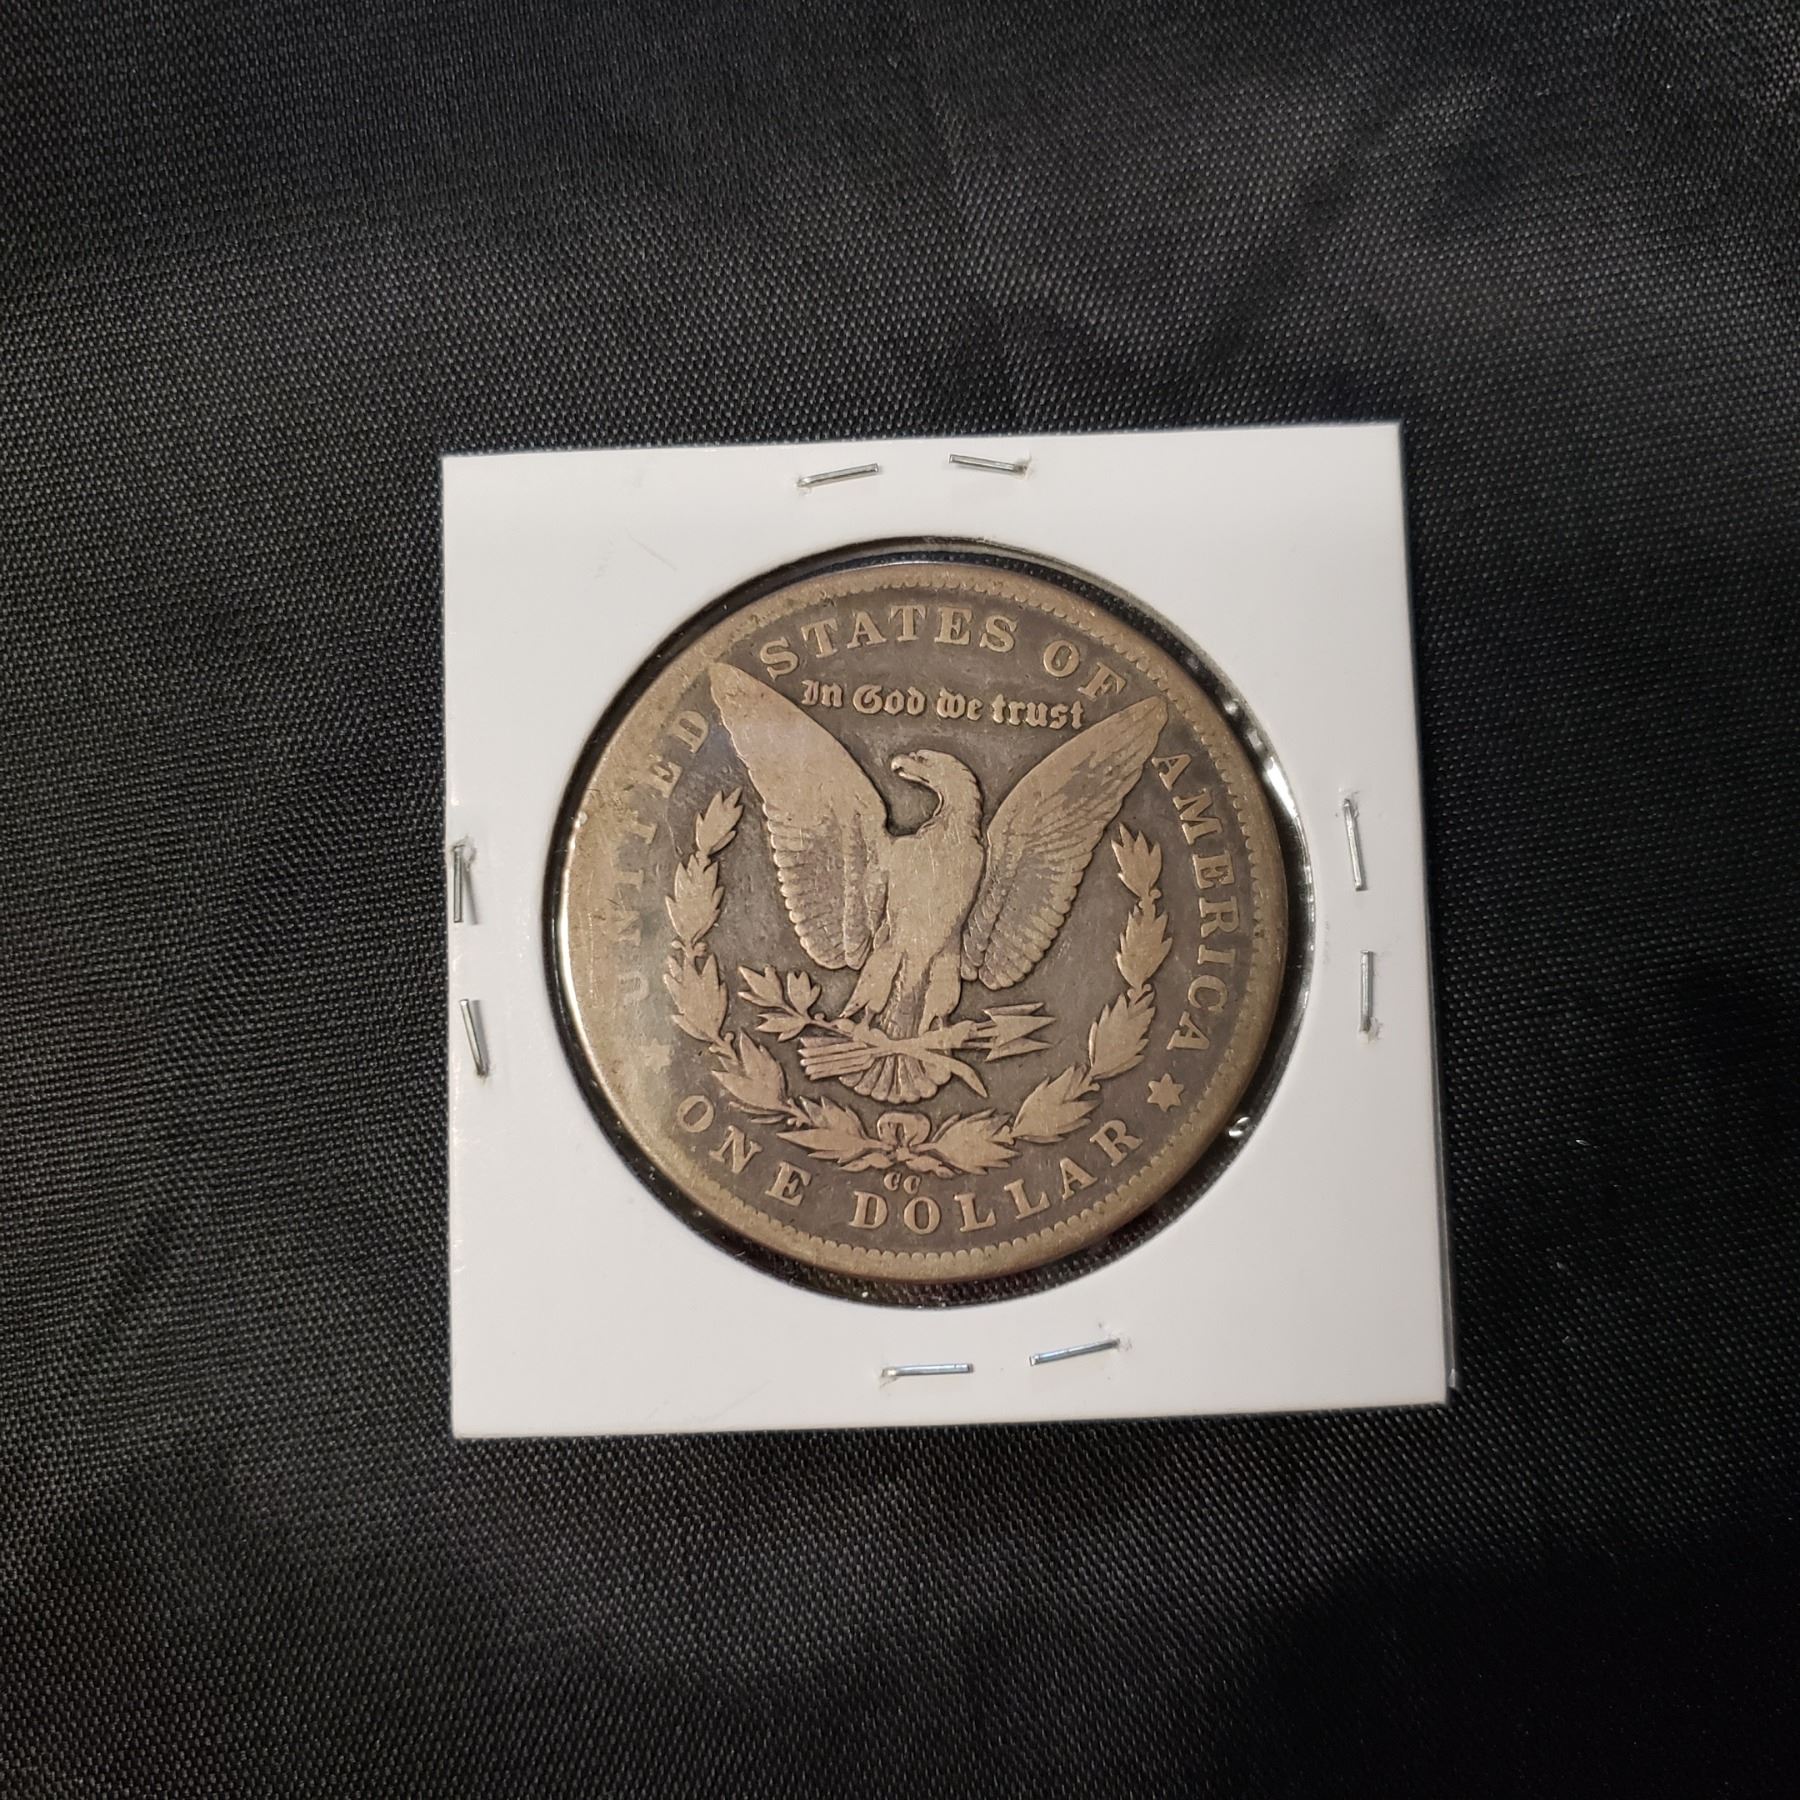 UNITED STATES OF AMERICA
In God we trust
CC
ONE DOLLAR